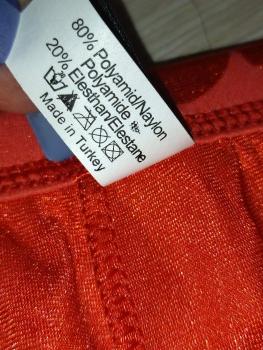 80% Polyamid/Naylon
Polyamide
20% Elesthan/Elestane
Made in Turkey